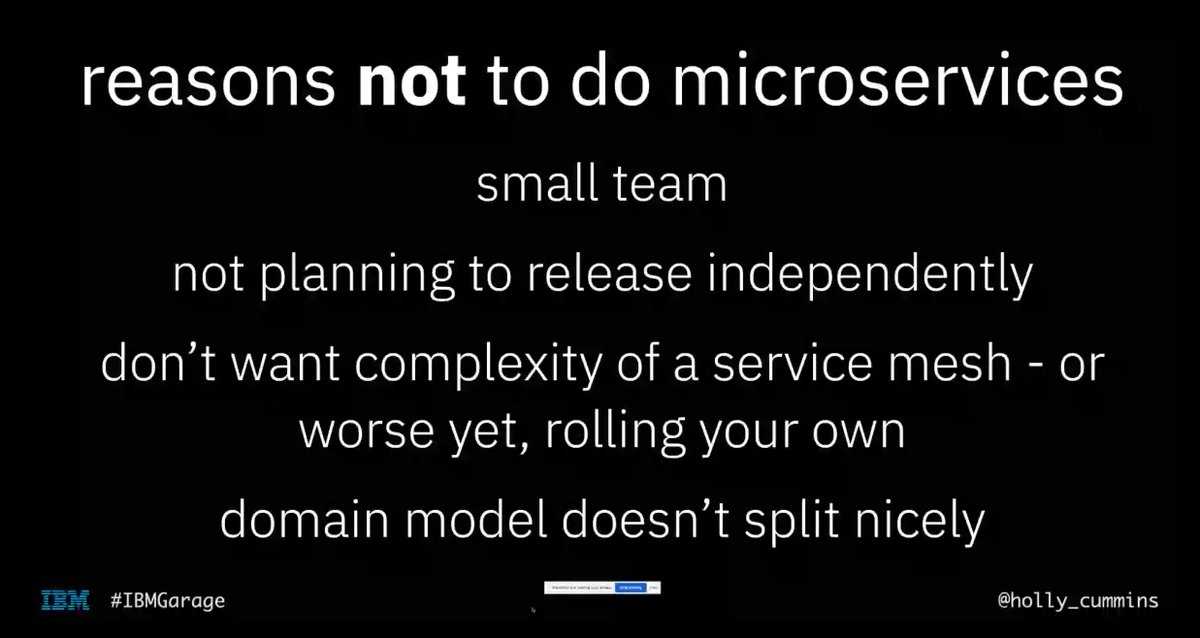 reasons not to do microservices
small team
not planning to release independently
don’t want complexity of a service mesh - or
worse yet, rolling your own
domain model doesn’t split nicely
IBM #IBMGarage
@holly_cummins